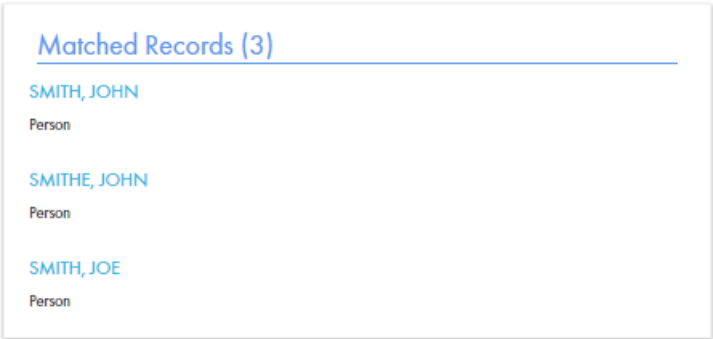 Matched Records (3)
SMITH, JOHN
Person
SMITHE, JOHN
Person
SMITH, JOE
Person